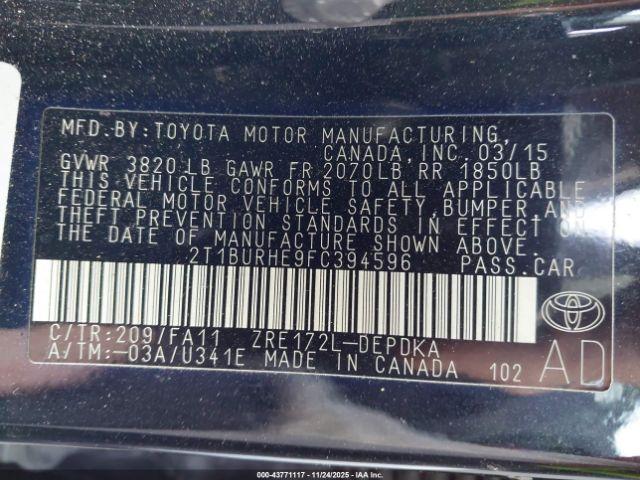 MFD. BY: TOYOTA MOTOR MANUFACTURING,
CANADA, INC. 03/15
GVWR 3820 LB GAWR FR 2070LB RR 1850LB
THIS VEHICLE CONFORMS TO ALL APPLICABLE
FEDERAL MOTOR VEHICLE SAFETY, BUMPER, AND
THEFT PREVENTION STANDARDS IN EFFECT ON
THE DATE OF MANUFACTURE SHOWN ABOVE.
2T1BURHE9FC394596 PASS. CAR
C/TR: 209/FA11 ZRE172L-DEPDKA
A/TM: -03A/U341E MADE IN CANADA 102
AD
000-43771117 - 11/24/2025 - IAA Inc.